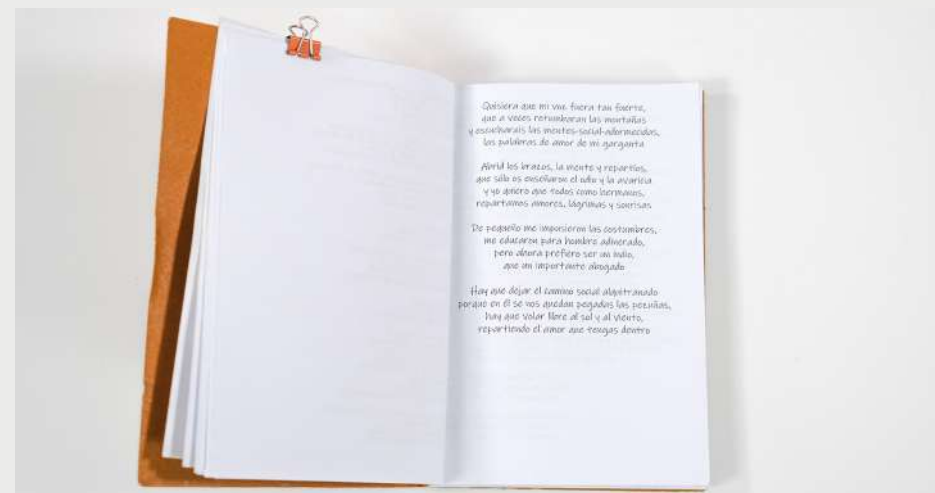 Quisiera que mi voz fuera tan fuerte,
que a veces retumbaran las montañas
y escucharais las mentes-social-adormecidas,
las palabras de amor de mi garganta
Abrid los brazos, la mente y repartíos,
que sólo os enseñaron el odio y la avaricia
y yo quiero que todos como hermanos,
repartamos amores, lágrimas y sonrisas
De pequeño me impusieron las costumbres,
me educaron para hombre adinerado,
pero ahora prefiero ser un indio,
que un importante abogado
Hay que dejar el camino social alquitranado
porque en él se nos quedan pegadas las pezuñas,
hay que volar libre al sol y al viento,
repartiendo el amor que tengas dentro